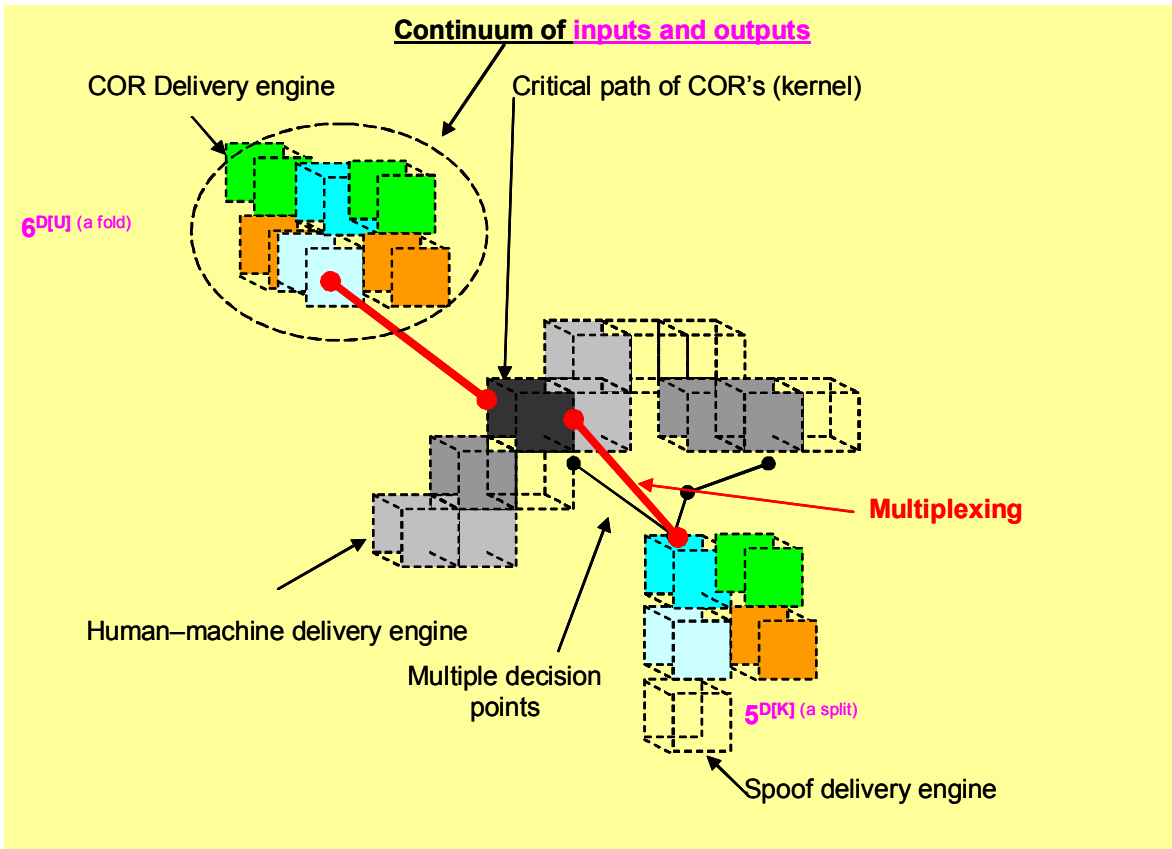 Continuum of inputs and outputs
COR Delivery engine
Critical path of COR’s (kernel)
6D[U] (a fold)
Multiplexing
Human–machine delivery engine
Multiple decision
points
5D[K] (a split)
Spoof delivery engine